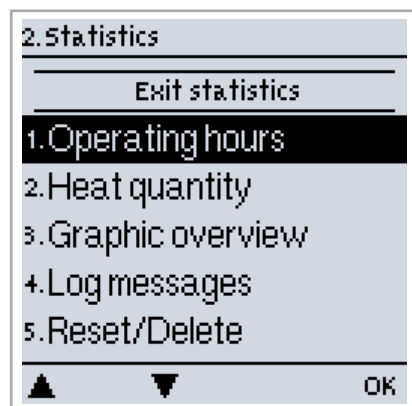 2.Statistics
Exit statistics
1.Operating hours
2.Heat quantity
3.Graphic overview
4.Log messages
5.Reset/Delete
▲ ▼ OK